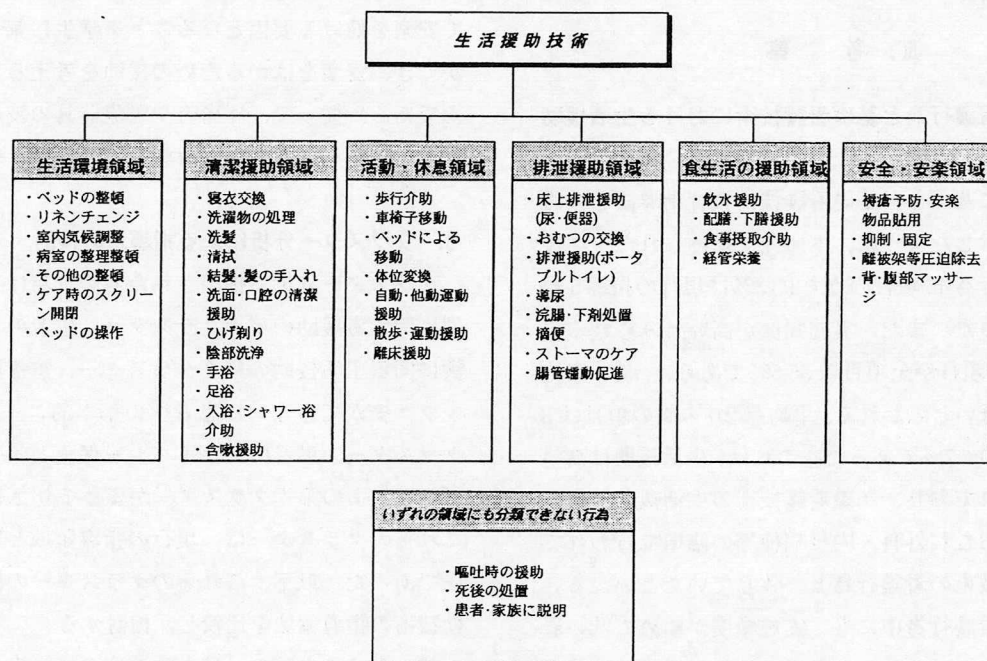 生活援助技術
生活環境領域
・ベッドの整頓
・リネンチェンジ
・室内気候調整
・病室の整理整頓
・その他の整頓
・ケア時のスクリー
ン開閉
・ベッドの操作
清潔援助領域
・寝衣交換
・洗濯物の処理
・洗髪
・清拭
・結髪・髪の手入れ
・洗面・口腔の清潔
援助
・ひげ剃り
・陰部洗浄
・手浴
・足浴
・入浴・シャワー浴
介助
・含嗽援助
活動・休息領域
・歩行介助
・車椅子移動
・ベッドによる
移動
・体位変換
・自動・他動運動
援助
・散歩・運動援助
・離床援助
排泄援助領域
・床上排泄援助
(尿・便器)
・おむつの交換
・排泄援助(ポータ
ブルトイレ)
・導尿
・浣腸・下剤処置
・摘便
・ストーマのケア
・腸管蠕動促進
食生活の援助領域
・飲水援助
・配膳・下膳援助
・食事摂取介助
・経管栄養
安全・安楽領域
・褥瘡予防・安楽
物品貼用
・抑制・固定
・離被架等圧迫除去
・背・腹部マッサー
ジ
いずれの領域にも分類できない行為
・嘔吐時の援助
・死後の処置
・患者・家族に説明